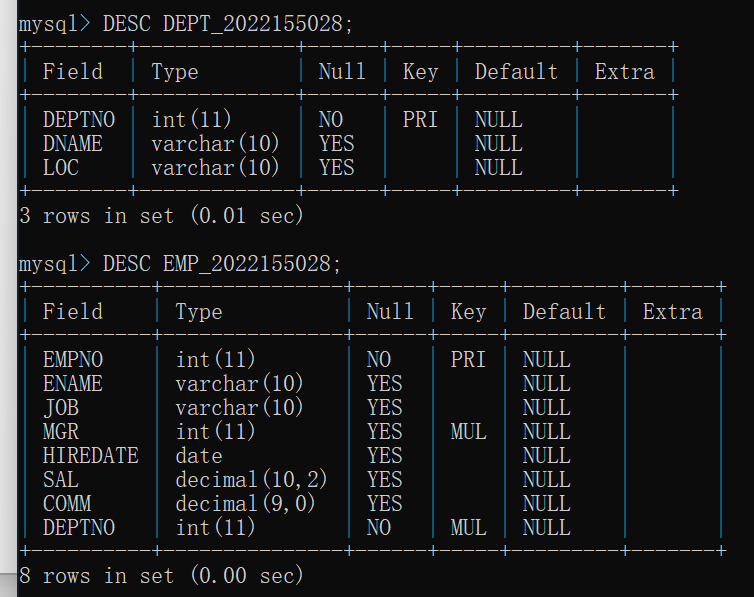 mysql> DESC DEPT_2022155028;
+--------+-------------+------+-----+---------+-------+
| Field | Type | Null | Key | Default | Extra |
+--------+-------------+------+-----+---------+-------+
| DEPTNO | int(11) | NO | PRI | NULL | |
| DNAME | varchar(10) | YES | | NULL | |
| LOC | varchar(10) | YES | | NULL | |
+--------+-------------+------+-----+---------+-------+
3 rows in set (0.01 sec)
mysql> DESC EMP_2022155028;
+----------+---------------+------+-----+---------+-------+
| Field | Type | Null | Key | Default | Extra |
+----------+---------------+------+-----+---------+-------+
| EMPNO | int(11) | NO | PRI | NULL | |
| ENAME | varchar(10) | YES | | NULL | |
| JOB | varchar(10) | YES | | NULL | |
| MGR | int(11) | YES | MUL | NULL | |
| HIREDATE | date | YES | | NULL | |
| SAL | decimal(10,2) | YES | | NULL | |
| COMM | decimal(9,0) | YES | | NULL | |
| DEPTNO | int(11) | NO | MUL | NULL | |
+----------+---------------+------+-----+---------+-------+
8 rows in set (0.00 sec)